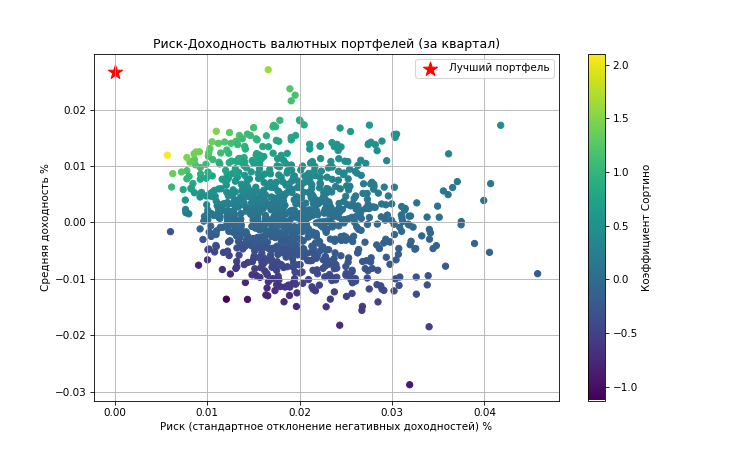 Риск-Доходность валютных портфелей (за квартал)
Лучший портфель
Средняя доходность %
0.02
0.01
0.00
−0.01
−0.02
−0.03
0.00 0.01 0.02 0.03 0.04
Риск (стандартное отклонение негативных доходностей) %
2.0
1.5
1.0
0.5
0.0
−0.5
−1.0
Коэффициент Сортино